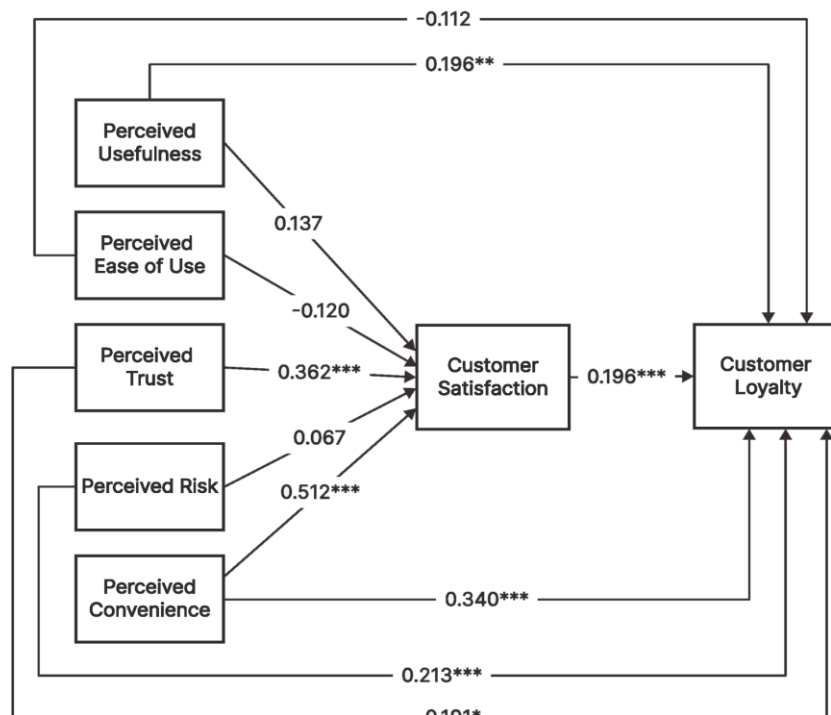 -0.112
0.196**
Perceived
Usefulness
0.137
Perceived
Ease of Use
-0.120
Perceived
Trust
0.362***
Customer
Satisfaction
0.196***
Customer
Loyalty
0.067
Perceived Risk
0.512***
Perceived
Convenience
0.340***
0.213***